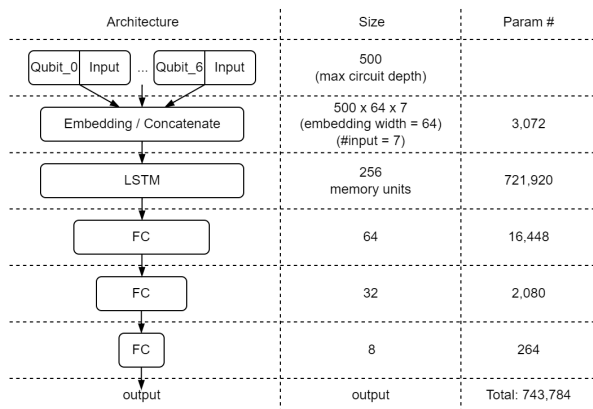 Architecture Size Param #
Qubit_0 Input ... Qubit_6 Input 500
(max circuit depth)
Embedding / Concatenate 500 x 64 x 7
(embedding width = 64)
(#input = 7)
3,072
LSTM 256
memory units
721,920
FC 64 16,448
FC 32 2,080
FC 8 264
output output Total: 743,784